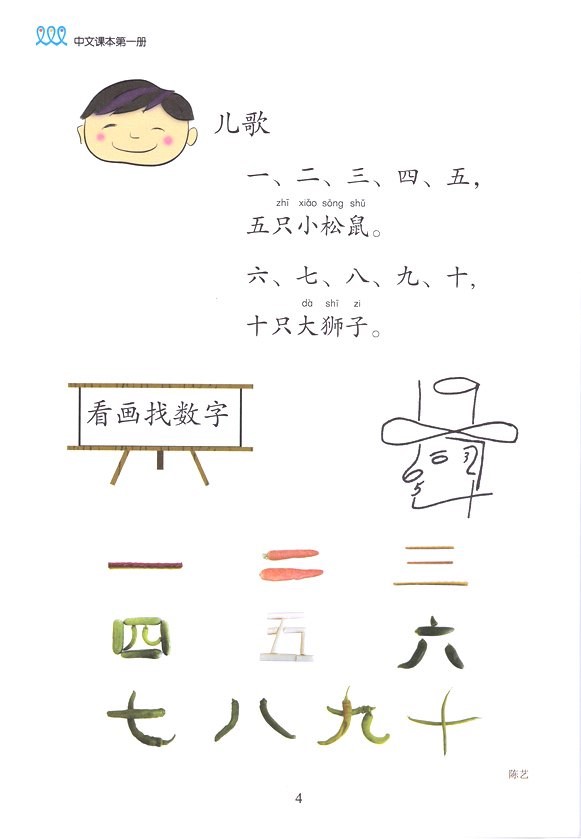 中文课本第一册
儿歌
一、二、三、四、五，
zhī xiǎo sōng shǔ
五只小松鼠。
六、七、八、九、十，
dà shī zi
十只大狮子。
看画找数字
一 二 三
四 五 六
七 八 九 十
陈艺
4